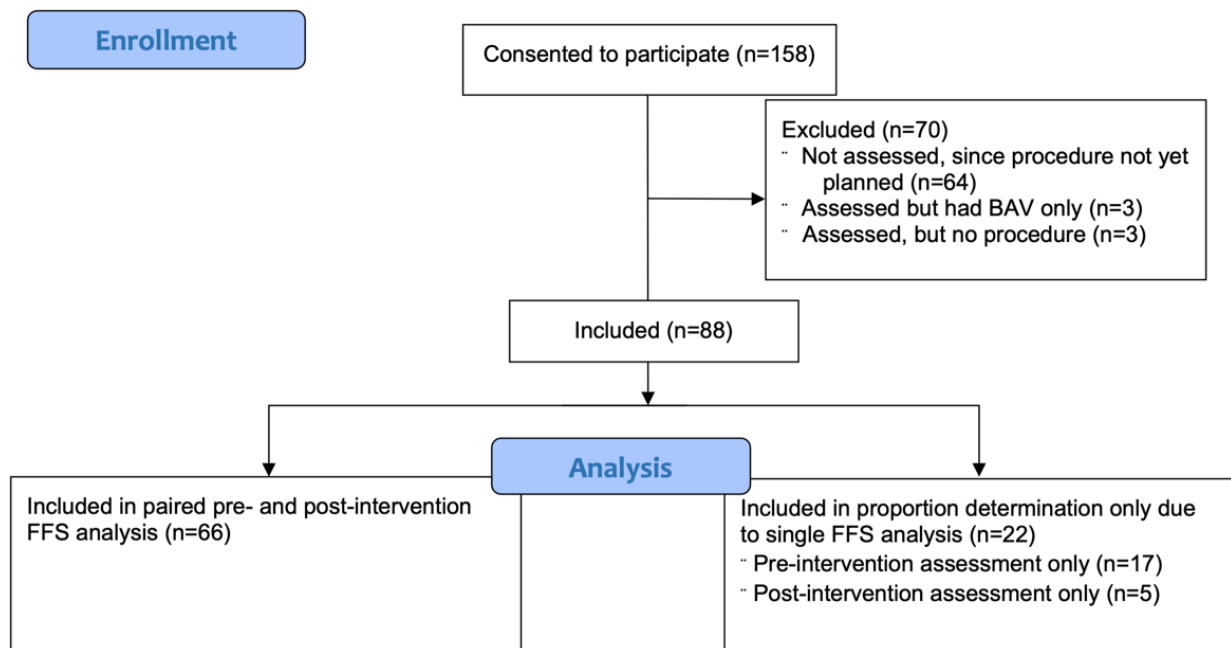 Enrollment
Consented to participate (n=158)
Excluded (n=70)
¨ Not assessed, since procedure not yet
planned (n=64)
¨ Assessed but had BAV only (n=3)
¨ Assessed, but no procedure (n=3)
Included (n=88)
Analysis
Included in paired pre- and post-intervention
FFS analysis (n=66)
Included in proportion determination only due
to single FFS analysis (n=22)
¨ Pre-intervention assessment only (n=17)
¨ Post-intervention assessment only (n=5)